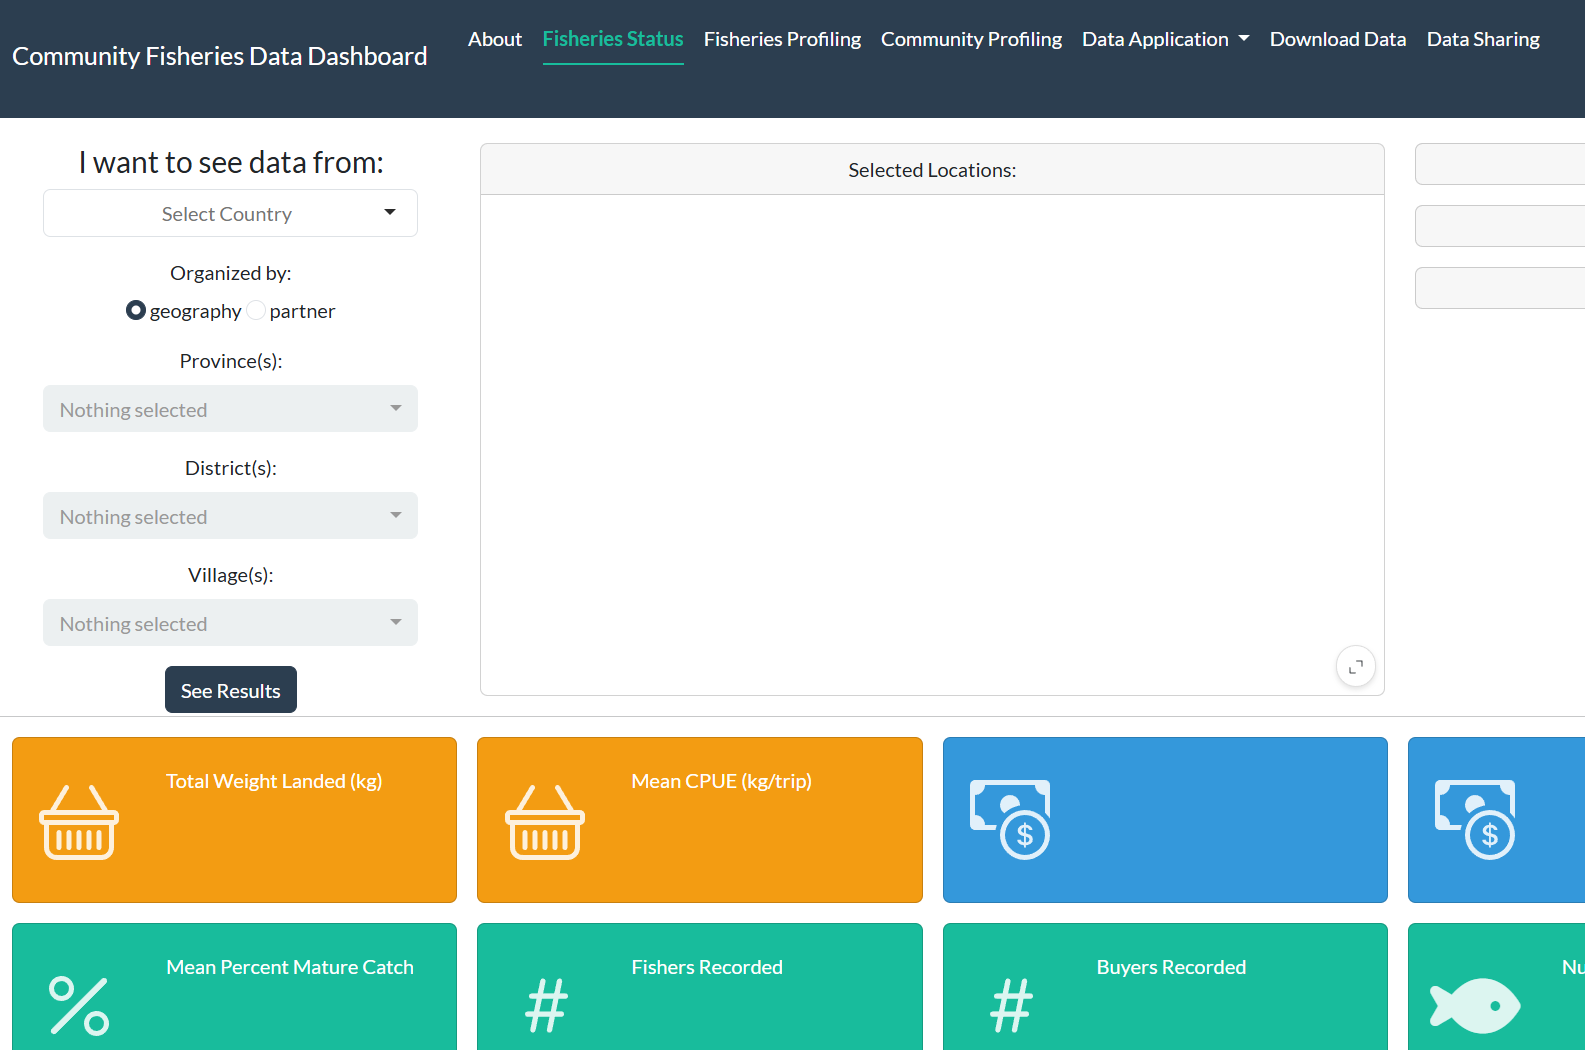 Community Fisheries Data Dashboard
About
Fisheries Status
Fisheries Profiling
Community Profiling
Data Application
Download Data
Data Sharing
I want to see data from:
Select Country
Organized by:
geography
partner
Province(s):
Nothing selected
District(s):
Nothing selected
Village(s):
Nothing selected
See Results
Selected Locations:
Total Weight Landed (kg)
Mean CPUE (kg/trip)
$
$
Mean Percent Mature Catch
%
Fishers Recorded
#
Buyers Recorded
#